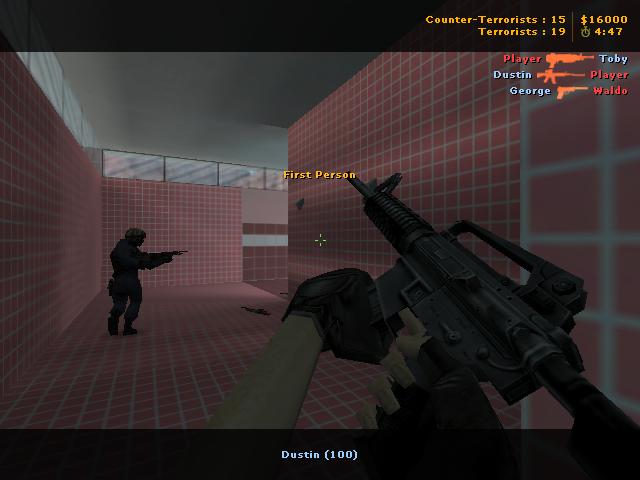 Counter-Terrorists : 15 $16000
Terrorists : 19 4:47
Player Toby
Dustin Player
George Waldo
First Person
Dustin (100)